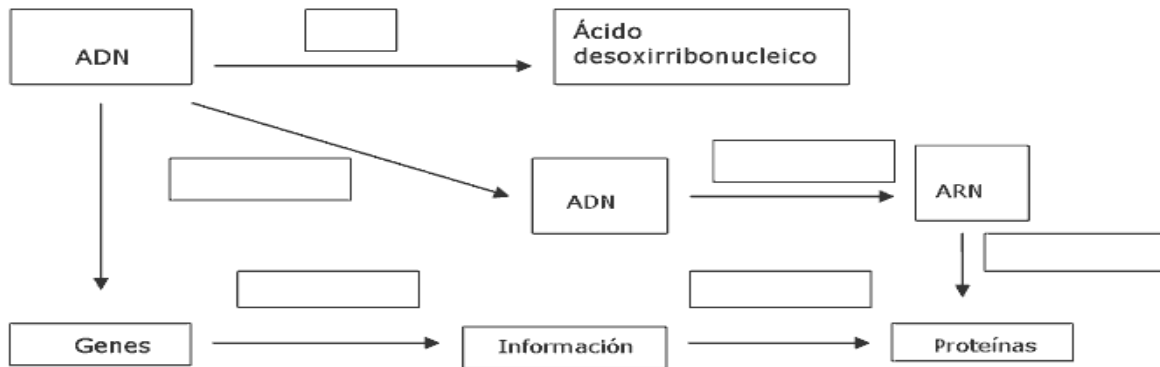 ADN
Ácido
desoxirribonucleico
ADN
ARN
Genes
Información
Proteínas